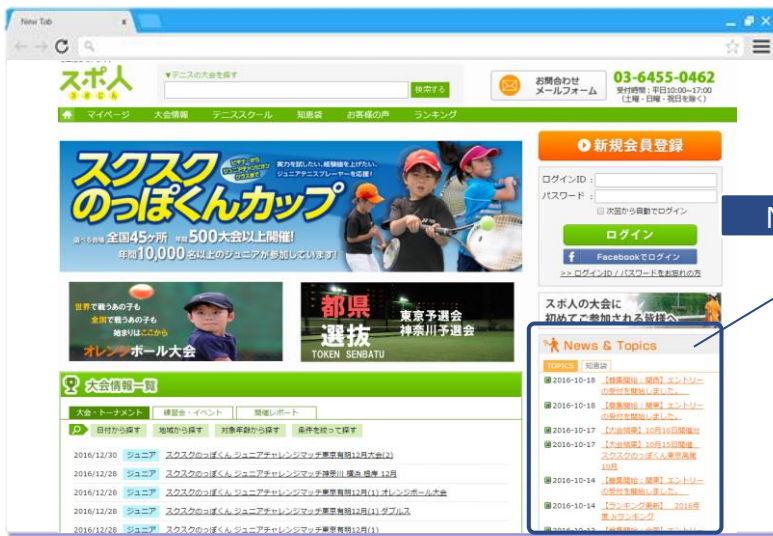 New Tab
x
スポ人
▼テニスの大会を探す
検索する
お問合わせ
メールフォーム
03-6455-0462
受付時間：平日10:00~17:00
(土曜・日曜・祝日を除く)
マイページ 大会情報 テニススクール 知恵袋 お客様の声 ランキング
スクスク
のっぽくんカップ
実力を試したい、経験値を上げたい、
ジュニアテニスプレーヤーを応援!
全国45ヶ所 年間500大会以上開催!
年間10,000名以上のジュニアが参加しています!
新規会員登録
ログインID：
パスワード：
次回から自動でログイン
ログイン
f Facebookでログイン
>> ログインID / パスワードをお忘れの方
N
世界で戦うあの子も
全国で戦うあの子も
始まりはここから
オレンジボール大会
都県
選抜
TOKEN SENBATU
東京予選会
神奈川予選会
スポ人の大会に
初めてご参加される皆様へ
News & Topics
TOPICS 知恵袋
2016-10-18 【募集開始：関西】エントリー
の受付を開始しました。
2016-10-18 【募集開始：関東】エントリー
の受付を開始しました。
2016-10-17 【大会結果】10月16日開催分
2016-10-17 【大会結果】10月15日開催
スクスクのっぽくん東京高尾
10月
2016-10-14 【募集開始：関東】エントリー
の受付を開始しました。
2016-10-14 【ランキング更新】 2016年
度 Jrランキング
大会情報一覧
大会・トーナメント 練習会・イベント 開催レポート
日付から探す 地域から探す 対象年齢から探す 条件を絞って探す
2016/12/30 ジュニア スクスクのっぽくん ジュニアチャレンジマッチ東京有明12月大会(2)
2016/12/28 ジュニア スクスクのっぽくん ジュニアチャレンジマッチ神奈川 横浜 根岸 12月
2016/12/28 ジュニア スクスクのっぽくん ジュニアチャレンジマッチ東京有明12月(1) オレンジボール大会
2016/12/28 ジュニア スクスクのっぽくん ジュニアチャレンジマッチ東京有明12月(1) ダブルス
2016/12/28 ジュニア スクスクのっぽくん ジュニアチャレンジマッチ東京有明12月(1)